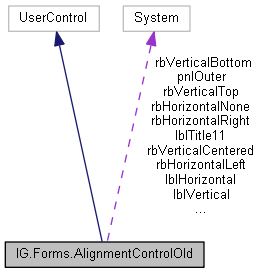 UserControl
System
rbVerticalBottom
pnlOuter
rbVerticalTop
rbHorizontalNone
rbHorizontalRight
lblTitle11
rbVerticalCentered
rbHorizontalLeft
lblHorizontal
lblVertical
...
IG.Forms.AlignmentControlOld